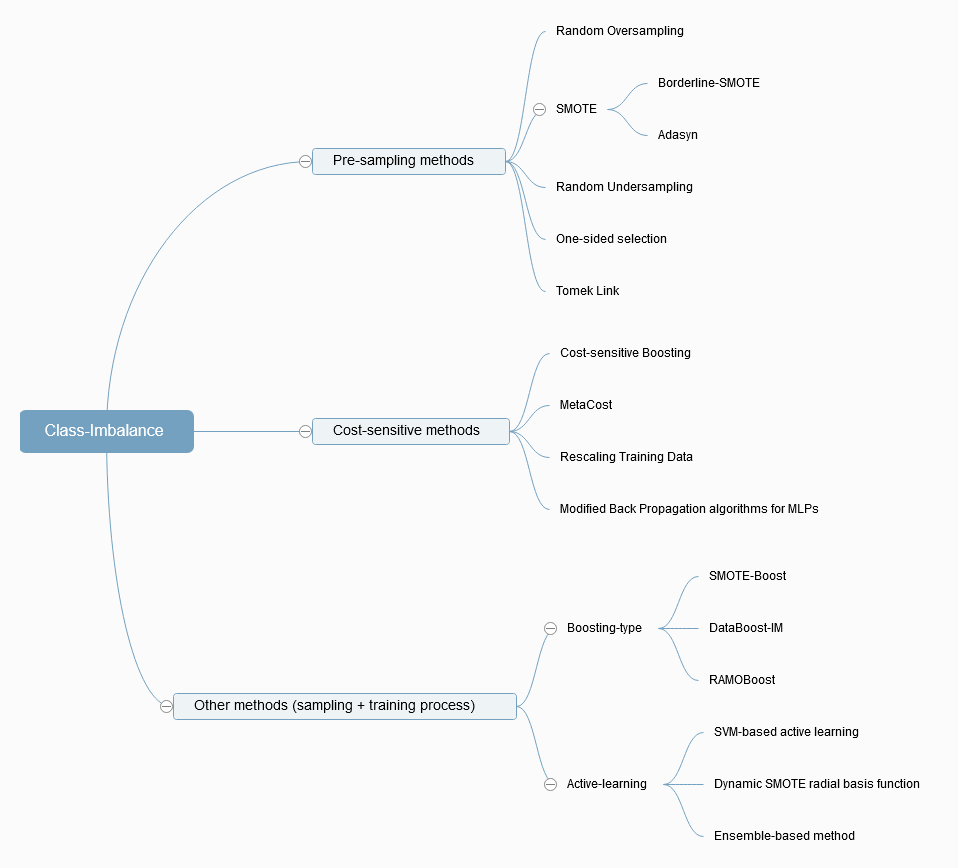 Class-Imbalance
Pre-sampling methods
Random Oversampling
SMOTE
Borderline-SMOTE
Adasyn
Random Undersampling
One-sided selection
Tomek Link
Cost-sensitive methods
Cost-sensitive Boosting
MetaCost
Rescaling Training Data
Modified Back Propagation algorithms for MLPs
Other methods (sampling + training process)
Boosting-type
SMOTE-Boost
DataBoost-IM
RAMOBoost
Active-learning
SVM-based active learning
Dynamic SMOTE radial basis function
Ensemble-based method